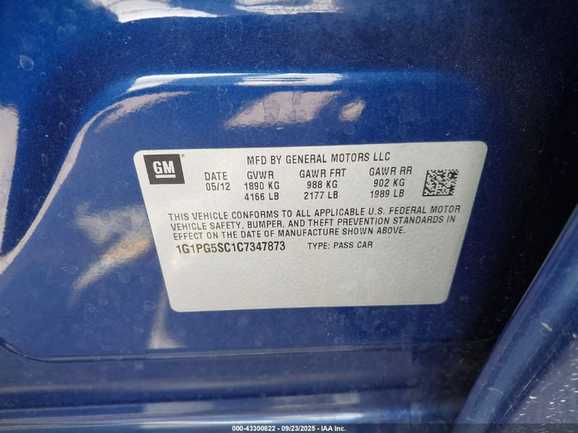 GM
MFD BY GENERAL MOTORS LLC
DATE GVWR GAWR FRT GAWR RR
05/12 1890 KG 988 KG 902 KG
4166 LB 2177 LB 1989 LB
THIS VEHICLE CONFORMS TO ALL APPLICABLE U.S. FEDERAL MOTOR
VEHICLE SAFETY, BUMPER, AND THEFT PREVENTION STANDARDS IN
EFFECT ON THE DATE OF MANUFACTURE SHOWN ABOVE.
1G1PG5SC1C7347873 TYPE: PASS CAR
000-43300622 - 09/23/2025 - IAA Inc.